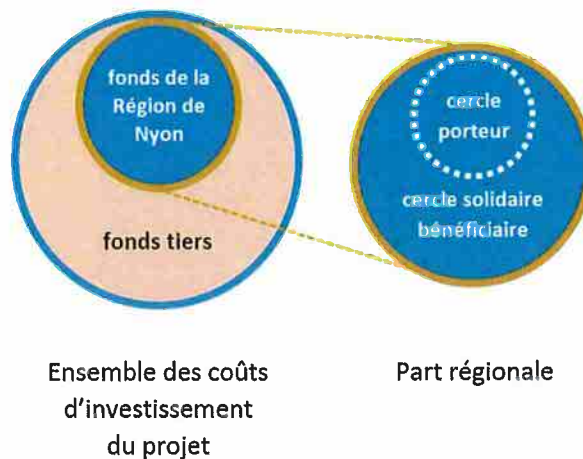 fonds de la
Région de
Nyon
fonds tiers
cercle
porteur
cercle solidaire
bénéficiaire
Ensemble des coûts
d'investissement
du projet
Part régionale